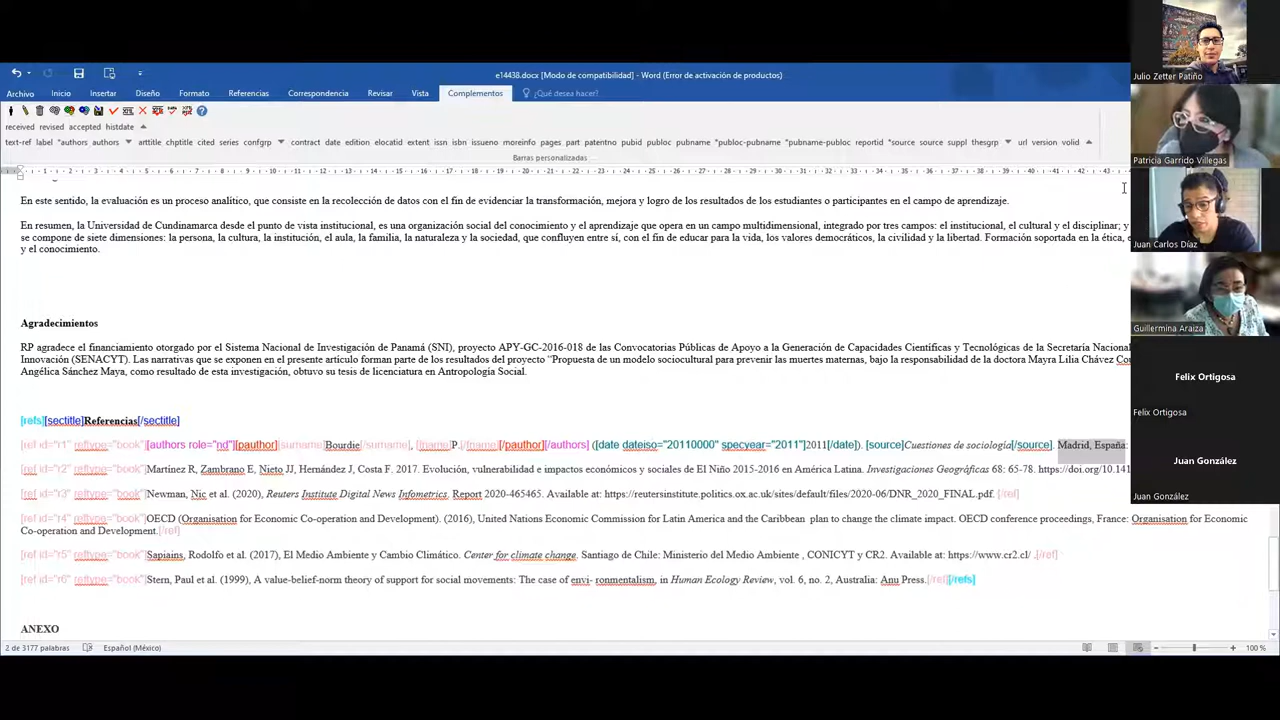 e14438.docx [Modo de compatibilidad] - Word (Error de activación de productos)
Archivo Inicio Insertar Diseño Formato Referencias Correspondencia Revisar Vista Complementos ¿Qué desea hacer?
received revised accepted histdate
text-ref label *authors authors arttitle chptitle cited series confgrp contract date edition elocatid extent issn isbn issueno moreinfo pages part patentno pubid publoc pubname *publoc-pubname *pubname-publoc reportid *source source suppl thesgrp url version volid
Barras personalizadas
En este sentido, la evaluación es un proceso analítico, que consiste en la recolección de datos con el fin de evidenciar la transformación, mejora y logro de los resultados de los estudiantes o participantes en el campo de aprendizaje.
En resumen, la Universidad de Cundinamarca desde el punto de vista institucional, es una organización social del conocimiento y el aprendizaje que opera en un campo multidimensional, integrado por tres campos: el institucional, el cultural y el disciplinar; y
se compone de siete dimensiones: la persona, la cultura, la institución, el aula, la familia, la naturaleza y la sociedad, que confluyen entre sí, con el fin de educar para la vida, los valores democráticos, la civilidad y la libertad. Formación soportada en la ética,
y el conocimiento.
Agradecimientos
RP agradece el financiamiento otorgado por el Sistema Nacional de Investigación de Panamá (SNI), proyecto APY-GC-2016-018 de las Convocatorias Públicas de Apoyo a la Generación de Capacidades Científicas y Tecnológicas de la Secretaría Nacional
Innovación (SENACYT). Las narrativas que se exponen en el presente artículo forman parte de los resultados del proyecto "Propuesta de un modelo sociocultural para prevenir las muertes maternas, bajo la responsabilidad de la doctora Mayra Lilia Chávez
Angélica Sánchez Maya, como resultado de esta investigación, obtuvo su tesis de licenciatura en Antropología Social.
[refs][sectitle]Referencias[/sectitle]
[ref id="r1" reftype="book"][authors role="nd"][pauthor][surname]Bourdie[/surname], [fname]P.[/fname][/pauthor][/authors] ([date dateiso="20110000" specyear="2011"]2011[/date]). [source]Cuestiones de sociología[/source]. Madrid, España:
[ref id="r2" reftype="book"]Martinez R, Zambrano E, Nieto JJ, Hernández J, Costa F. 2017. Evolución, vulnerabilidad e impactos económicos y sociales de El Niño 2015-2016 en América Latina. Investigaciones Geográficas 68: 65-78. https://doi.org/10.141
[ref id="r3" reftype="book"]Newman, Nic et al. (2020), Reuters Institute Digital News Infometrics. Report 2020-465465. Available at: https://reutersinstitute.politics.ox.ac.uk/sites/default/files/2020-06/DNR_2020_FINAL.pdf. [/ref]
[ref id="r4" reftype="book"]OECD (Organisation for Economic Co-operation and Development). (2016), United Nations Economic Commission for Latin America and the Caribbean plan to change the climate impact. OECD conference proceedings, France: Organisation for Economic
Co-operation and Development.[/ref]
[ref id="r5" reftype="book"]Sapiains, Rodolfo et al. (2017), El Medio Ambiente y Cambio Climático. Center for climate change. Santiago de Chile: Ministerio del Medio Ambiente , CONICYT y CR2. Available at: https://www.cr2.cl/ .[/ref]
[ref id="r6" reftype="book"]Stern, Paul et al. (1999), A value-belief-norm theory of support for social movements: The case of envi- ronmentalism, in Human Ecology Review, vol. 6, no. 2, Australia: Anu Press.[/ref][/refs]
ANEXO
2 de 3177 palabras Español (México) 100 %
Julio Zetter Patiño
Patricia Garrido Villegas
Juan Carlos Díaz
Guillermina Araiza
Felix Ortigosa
Felix Ortigosa
Juan González
Juan González